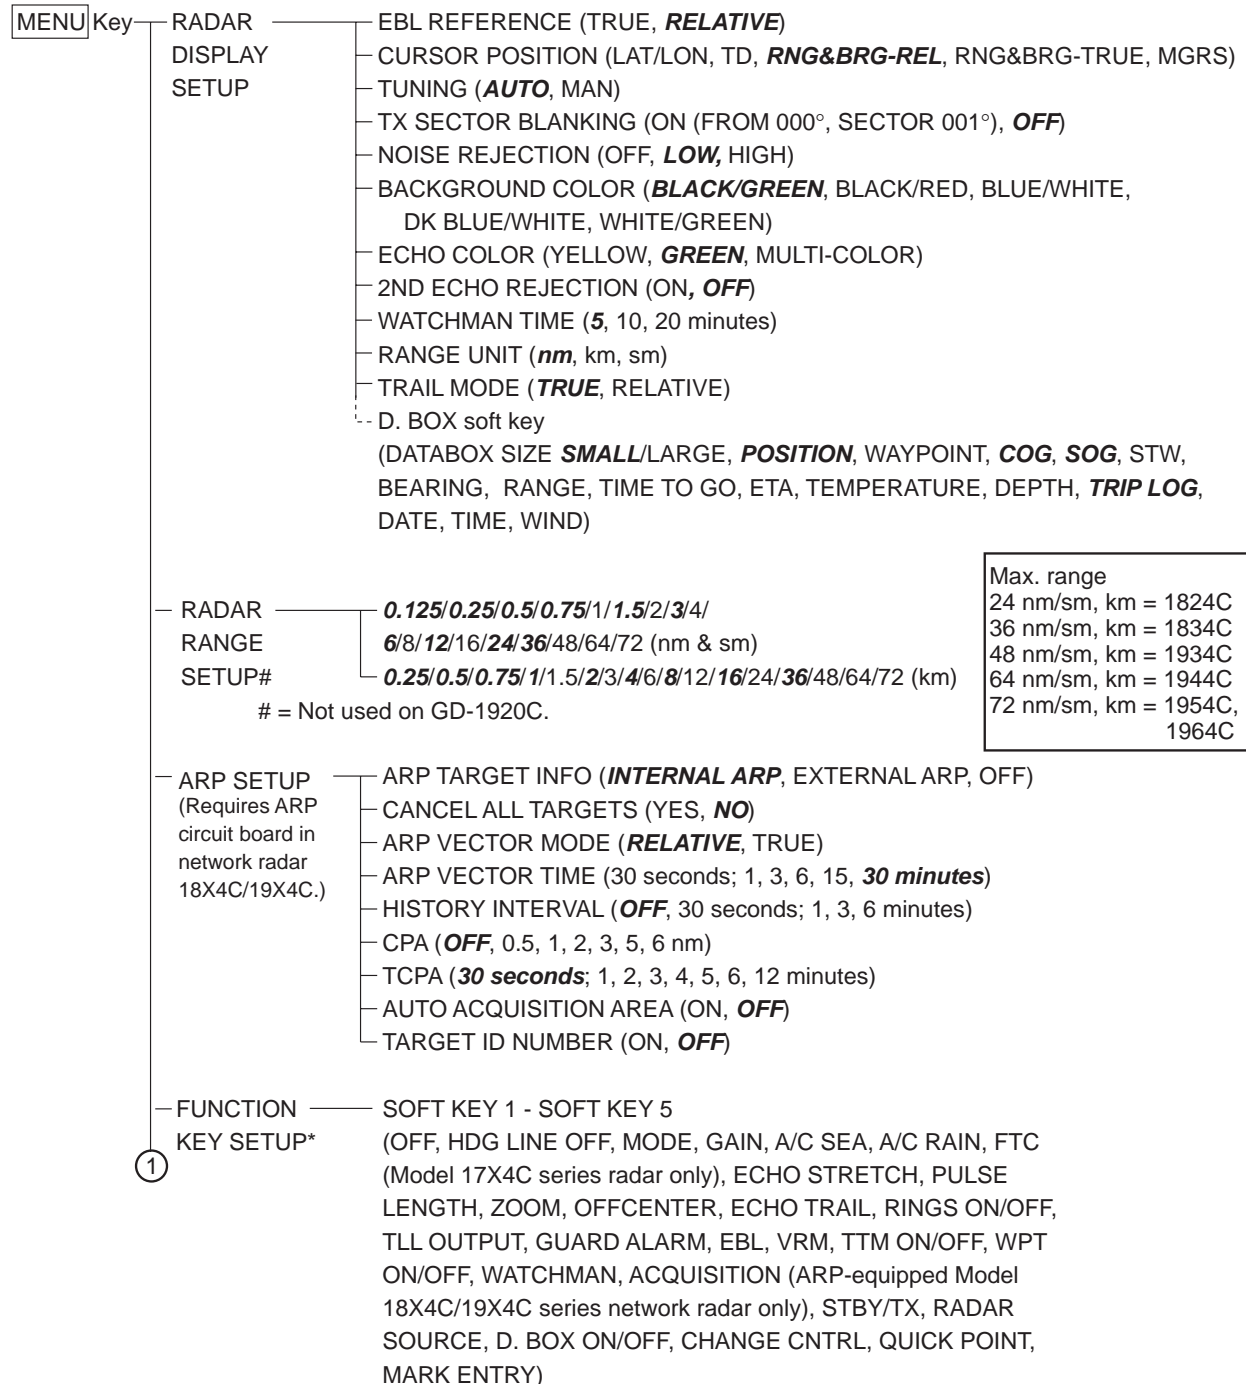 MENU Key
RADAR
DISPLAY
SETUP
EBL REFERENCE (TRUE, RELATIVE)
CURSOR POSITION (LAT/LON, TD, RNG&BRG-REL, RNG&BRG-TRUE, MGRS)
TUNING (AUTO, MAN)
TX SECTOR BLANKING (ON (FROM 000°, SECTOR 001°), OFF)
NOISE REJECTION (OFF, LOW, HIGH)
BACKGROUND COLOR (BLACK/GREEN, BLACK/RED, BLUE/WHITE,
DK BLUE/WHITE, WHITE/GREEN)
ECHO COLOR (YELLOW, GREEN, MULTI-COLOR)
2ND ECHO REJECTION (ON, OFF)
WATCHMAN TIME (5, 10, 20 minutes)
RANGE UNIT (nm, km, sm)
TRAIL MODE (TRUE, RELATIVE)
D. BOX soft key
(DATABOX SIZE SMALL/LARGE, POSITION, WAYPOINT, COG, SOG, STW,
BEARING, RANGE, TIME TO GO, ETA, TEMPERATURE, DEPTH, TRIP LOG,
DATE, TIME, WIND)
RADAR
RANGE
SETUP#
0.125/0.25/0.5/0.75/1/1.5/2/3/4/
6/8/12/16/24/36/48/64/72 (nm & sm)
0.25/0.5/0.75/1/1.5/2/3/4/6/8/12/16/24/36/48/64/72 (km)
# = Not used on GD-1920C.
Max. range
24 nm/sm, km = 1824C
36 nm/sm, km = 1834C
48 nm/sm, km = 1934C
64 nm/sm, km = 1944C
72 nm/sm, km = 1954C,
1964C
ARP SETUP
(Requires ARP
circuit board in
network radar
18X4C/19X4C.)
ARP TARGET INFO (INTERNAL ARP, EXTERNAL ARP, OFF)
CANCEL ALL TARGETS (YES, NO)
ARP VECTOR MODE (RELATIVE, TRUE)
ARP VECTOR TIME (30 seconds; 1, 3, 6, 15, 30 minutes)
HISTORY INTERVAL (OFF, 30 seconds; 1, 3, 6 minutes)
CPA (OFF, 0.5, 1, 2, 3, 5, 6 nm)
TCPA (30 seconds; 1, 2, 3, 4, 5, 6, 12 minutes)
AUTO ACQUISITION AREA (ON, OFF)
TARGET ID NUMBER (ON, OFF)
FUNCTION
KEY SETUP*
1
SOFT KEY 1 - SOFT KEY 5
(OFF, HDG LINE OFF, MODE, GAIN, A/C SEA, A/C RAIN, FTC
(Model 17X4C series radar only), ECHO STRETCH, PULSE
LENGTH, ZOOM, OFFCENTER, ECHO TRAIL, RINGS ON/OFF,
TLL OUTPUT, GUARD ALARM, EBL, VRM, TTM ON/OFF, WPT
ON/OFF, WATCHMAN, ACQUISITION (ARP-equipped Model
18X4C/19X4C series network radar only), STBY/TX, RADAR
SOURCE, D. BOX ON/OFF, CHANGE CNTRL, QUICK POINT,
MARK ENTRY)